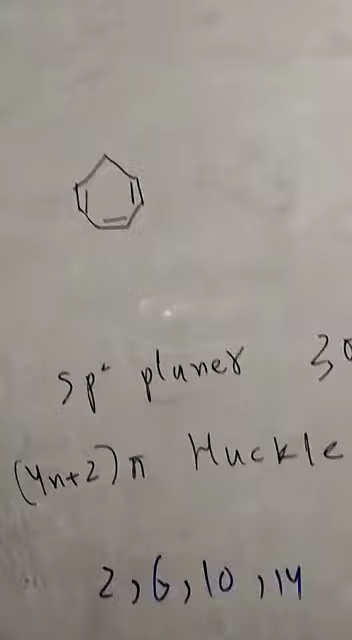 sp² planer
(4n+2)π Huckle
2, 6, 10, 14